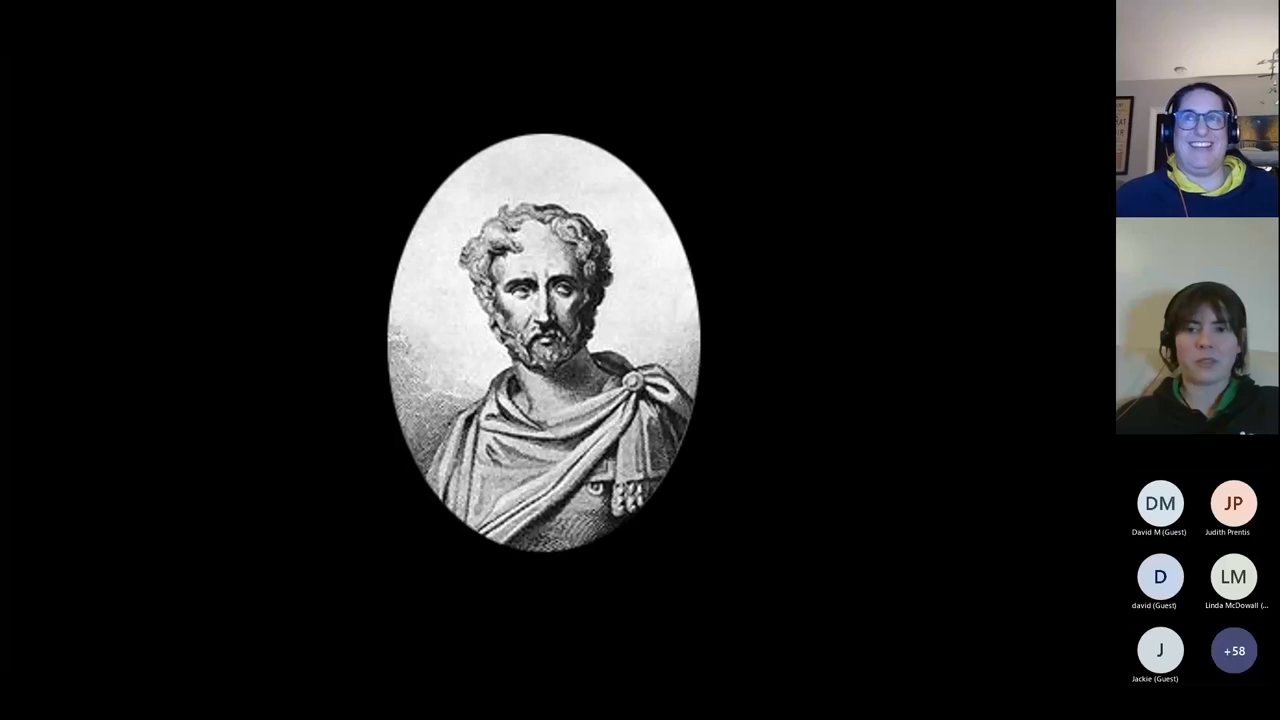 DM
JP
David M (Guest)
Judith Prentis
D
LM
david (Guest)
Linda McDowall (...
J
+58
Jackie (Guest)